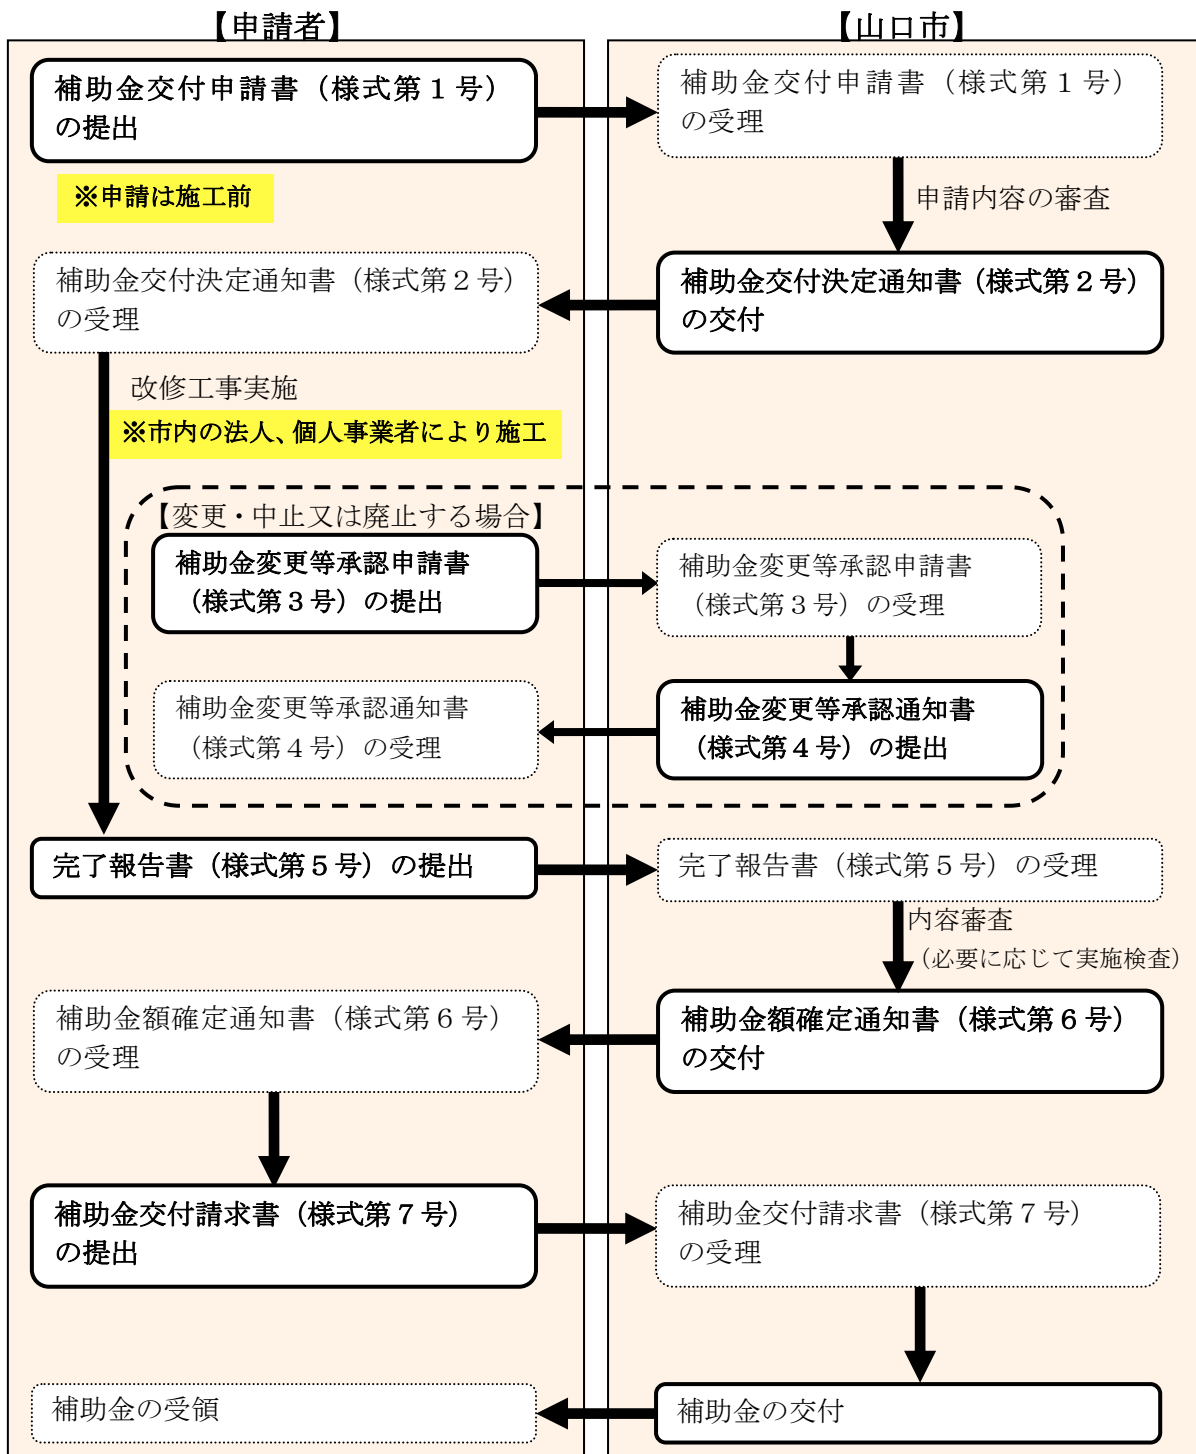 【申請者】
【山口市】
補助金交付申請書（様式第１号）
の提出
補助金交付申請書（様式第１号）
の受理
※申請は施工前
申請内容の審査
補助金交付決定通知書（様式第２号）
の交付
補助金交付決定通知書（様式第２号）
の受理
改修工事実施
※市内の法人、個人事業者により施工
【変更・中止又は廃止する場合】
補助金変更等承認申請書
（様式第３号）の提出
補助金変更等承認申請書
（様式第３号）の受理
補助金変更等承認通知書
（様式第４号）の提出
補助金変更等承認通知書
（様式第４号）の受理
完了報告書（様式第５号）の提出
完了報告書（様式第５号）の受理
内容審査
（必要に応じて実施検査）
補助金額確定通知書（様式第６号）
の交付
補助金額確定通知書（様式第６号）
の受理
補助金交付請求書（様式第７号）
の提出
補助金交付請求書（様式第７号）
の受理
補助金の交付
補助金の受領